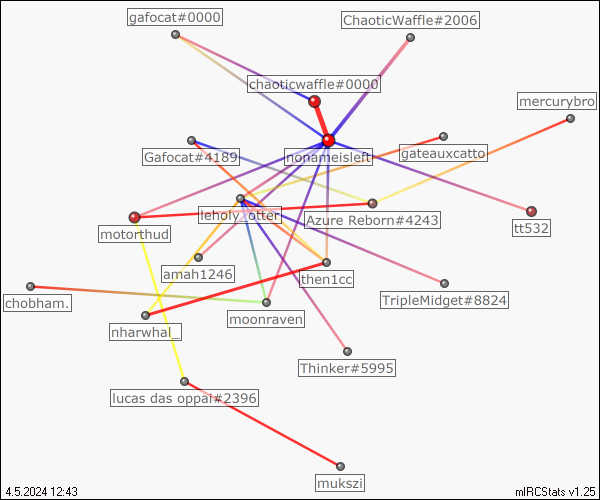 gafocat#0000
ChaoticWaffle#2006
chaoticwaffle#0000
mercurybro
Gafocat#4189
nonameisleft
gateauxcatto
leholy_otter
Azure Reborn#4243
tt532
motorthud
amah1246
then1cc
chobham.
TripleMidget#8824
moonraven
nharwhal_
Thinker#5995
lucas das oppai#2396
mukszi
4.5.2024 12:43
mIRCStats v1.25